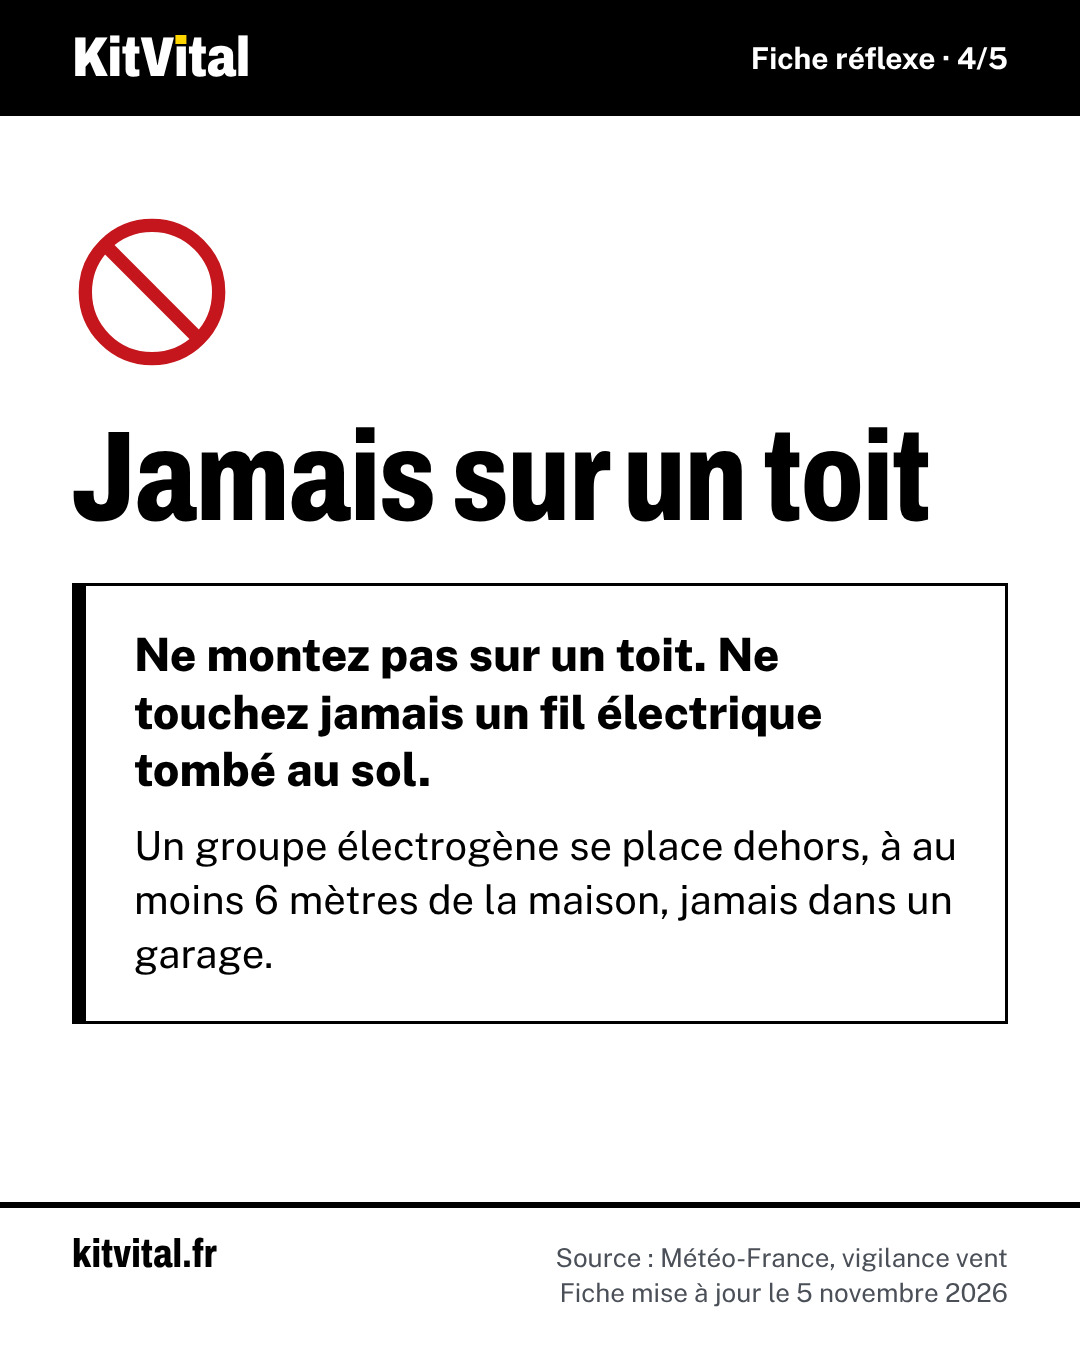 KitVital
Fiche réflexe · 4/5
Jamais sur un toit
Ne montez pas sur un toit. Ne
touchez jamais un fil électrique
tombé au sol.
Un groupe électrogène se place dehors, à au
moins 6 mètres de la maison, jamais dans un
garage.
kitvital.fr
Source : Météo-France, vigilance vent
Fiche mise à jour le 5 novembre 2026